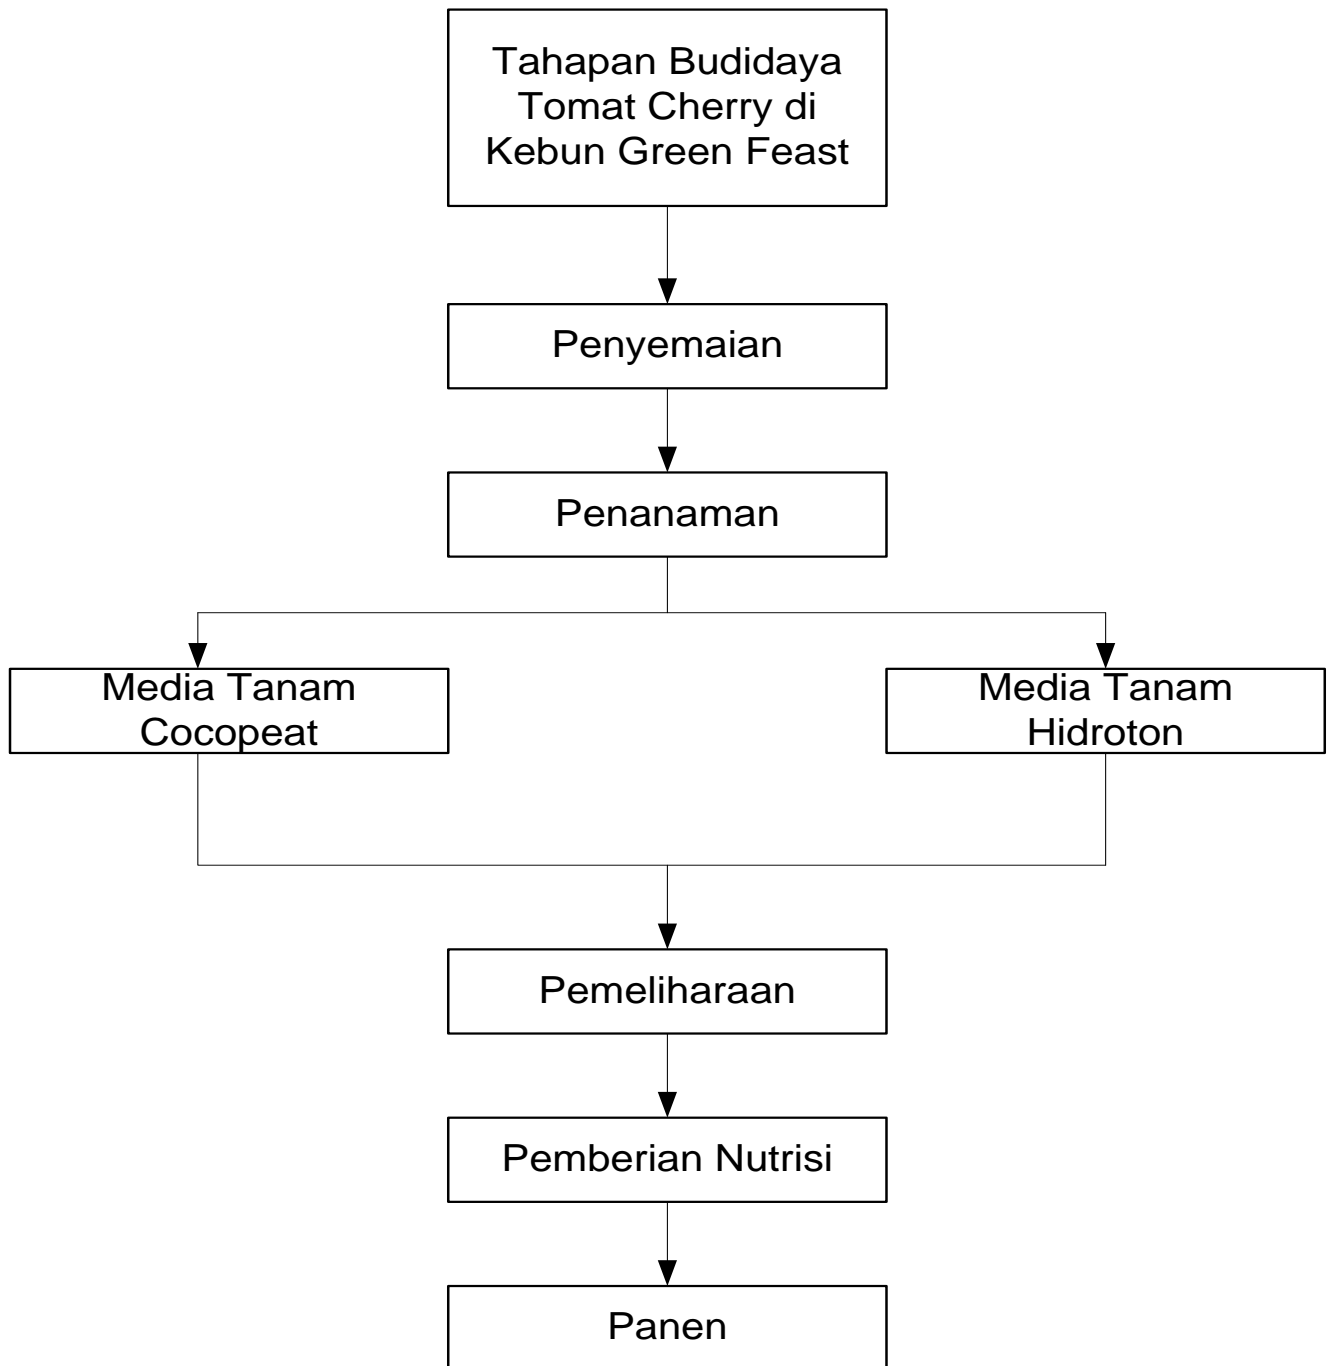 Tahapan Budidaya
Tomat Cherry di
Kebun Green Feast
Penyemaian
Penanaman
Media Tanam
Cocopeat
Media Tanam
Hidroton
Pemeliharaan
Pemberian Nutrisi
Panen